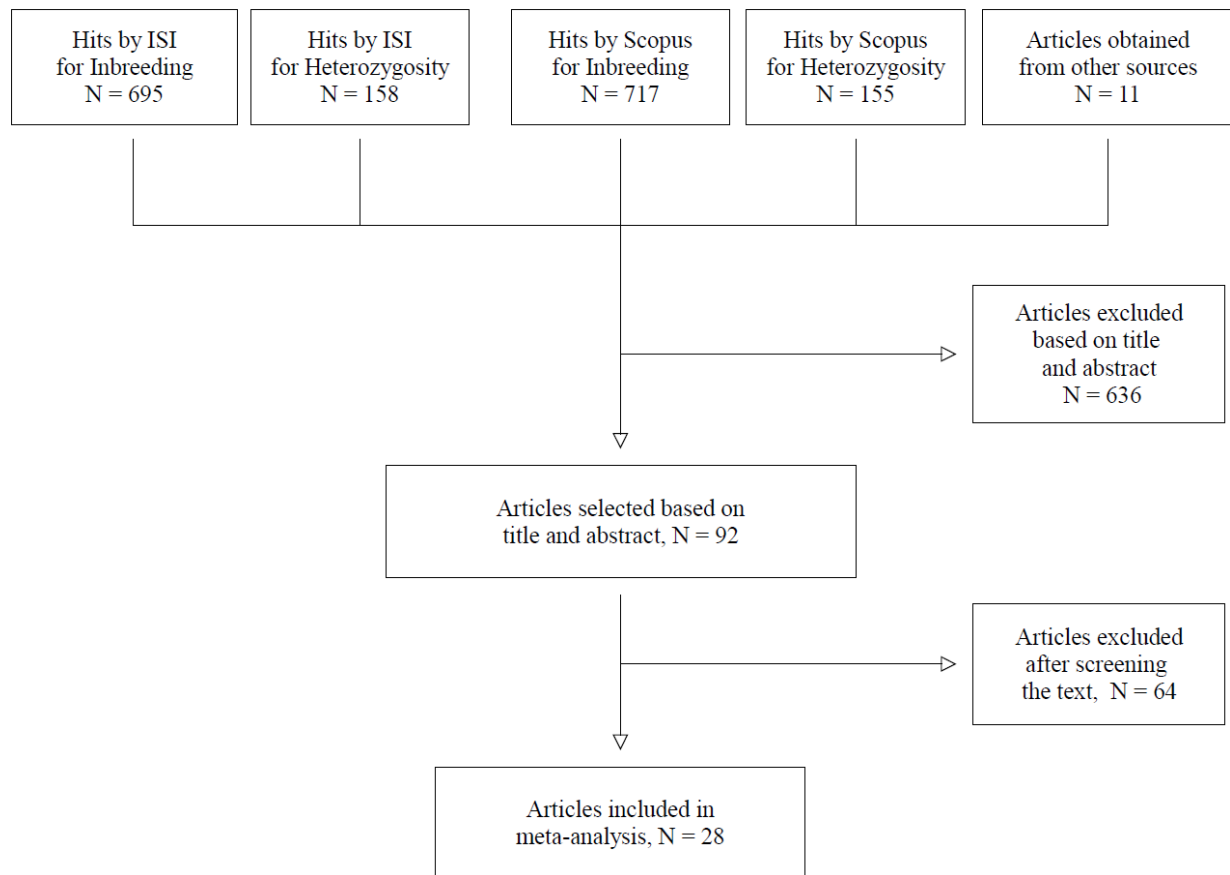 Hits by ISI
for Inbreeding
N = 695
Hits by ISI
for Heterozygosity
N = 158
Hits by Scopus
for Inbreeding
N = 717
Hits by Scopus
for Heterozygosity
N = 155
Articles obtained
from other sources
N = 11
Articles excluded
based on title
and abstract
N = 636
Articles selected based on
title and abstract, N = 92
Articles excluded
after screening
the text, N = 64
Articles included in
meta-analysis, N = 28